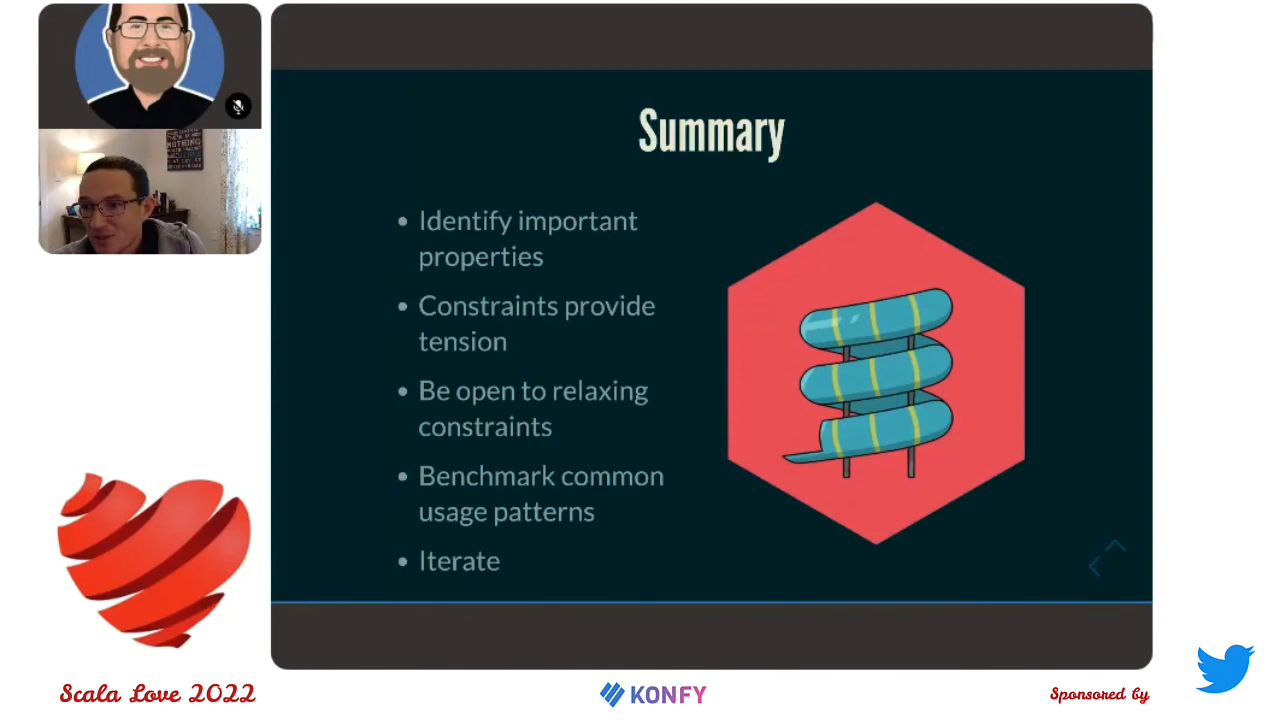 NOTHING
Summary
• Identify important
properties
• Constraints provide
tension
• Be open to relaxing
constraints
• Benchmark common
usage patterns
• Iterate
Scala Love 2022
KONFY
Sponsored by